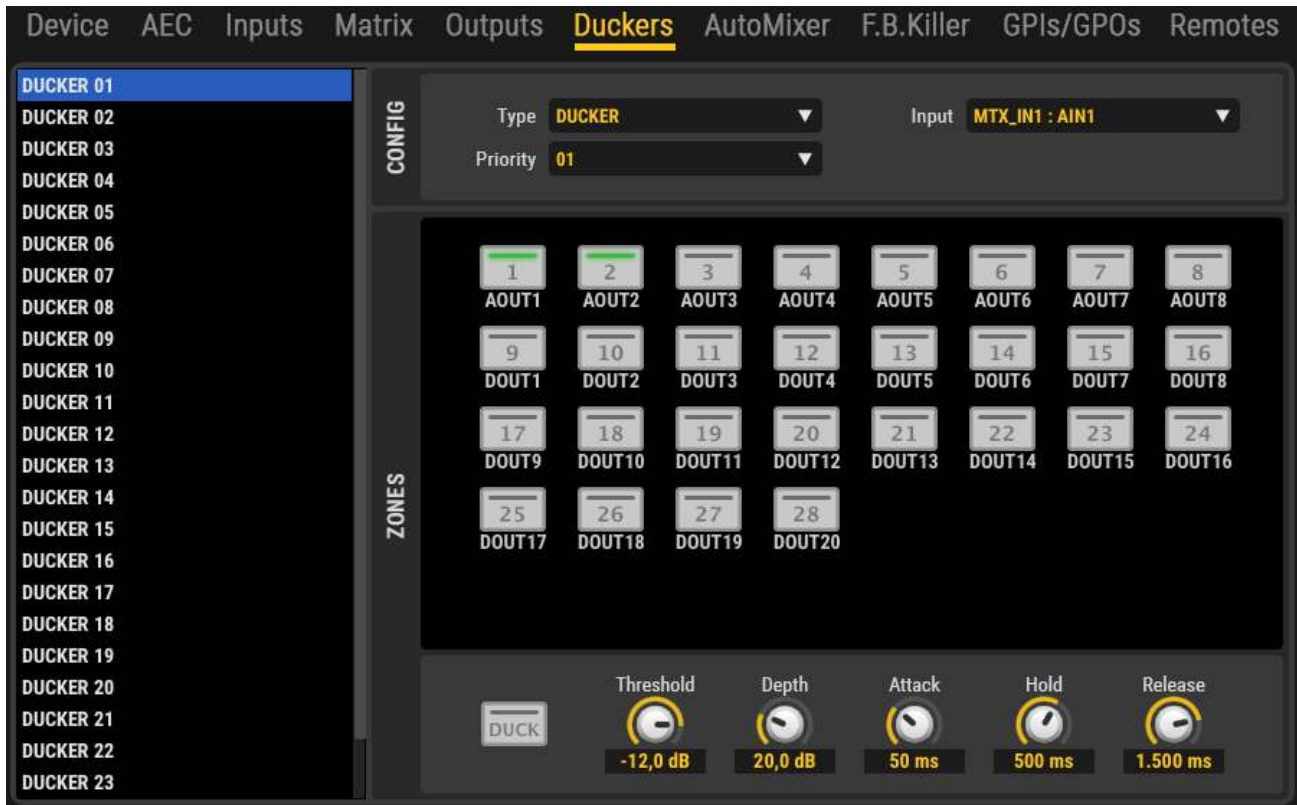 Device AEC Inputs Matrix Outputs Duckers AutoMixer F.B.Killer GPIs/GPOs Remotes
DUCKER 01
DUCKER 02
DUCKER 03
DUCKER 04
DUCKER 05
DUCKER 06
DUCKER 07
DUCKER 08
DUCKER 09
DUCKER 10
DUCKER 11
DUCKER 12
DUCKER 13
DUCKER 14
DUCKER 15
DUCKER 16
DUCKER 17
DUCKER 18
DUCKER 19
DUCKER 20
DUCKER 21
DUCKER 22
DUCKER 23
CONFIG
Type DUCKER Input MTX_IN1 : AIN1
Priority 01
ZONES
1 2 3 4 5 6 7 8
AOUT1 AOUT2 AOUT3 AOUT4 AOUT5 AOUT6 AOUT7 AOUT8
9 10 11 12 13 14 15 16
DOUT1 DOUT2 DOUT3 DOUT4 DOUT5 DOUT6 DOUT7 DOUT8
17 18 19 20 21 22 23 24
DOUT9 DOUT10 DOUT11 DOUT12 DOUT13 DOUT14 DOUT15 DOUT16
25 26 27 28
DOUT17 DOUT18 DOUT19 DOUT20
Threshold Depth Attack Hold Release
DUCK
-12,0 dB 20,0 dB 50 ms 500 ms 1.500 ms